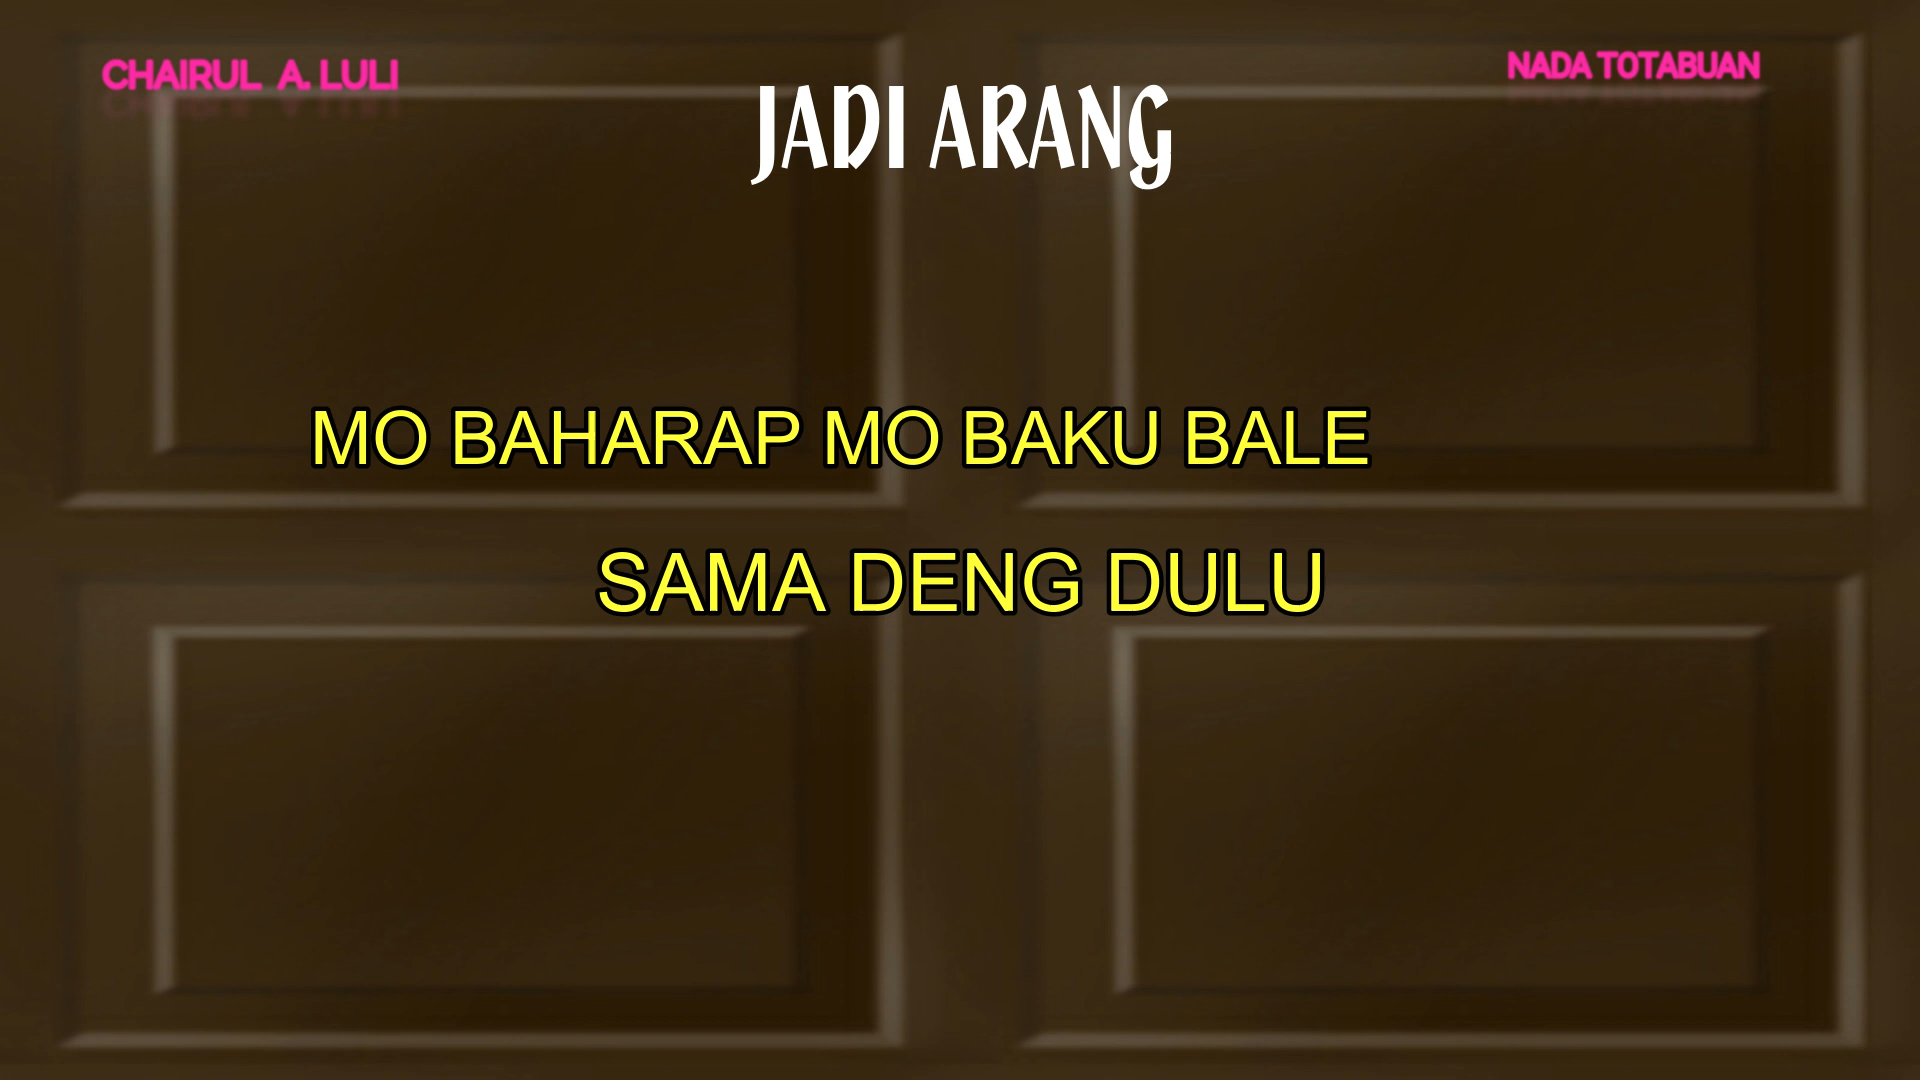 CHAIRUL A. LULI
NADA TOTABUAN
JADI ARANG
MO BAHARAP MO BAKU BALE
SAMA DENG DULU